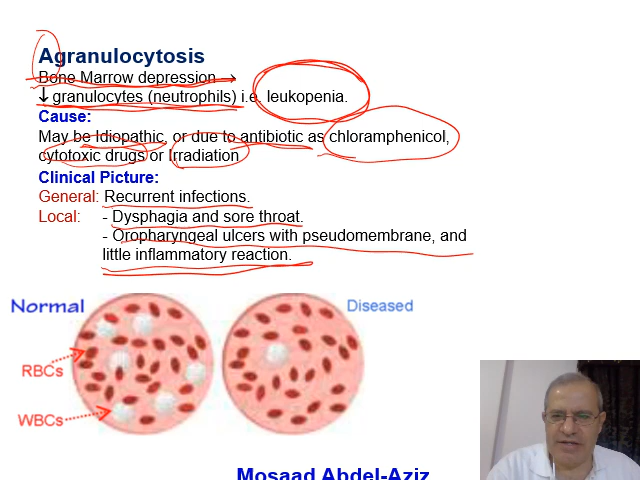 Agranulocytosis
Bone Marrow depression →
↓ granulocytes (neutrophils) i.e. leukopenia.
Cause:
May be Idiopathic, or due to antibiotic as chloramphenicol,
cytotoxic drugs or Irradiation
Clinical Picture:
General: Recurrent infections.
Local: - Dysphagia and sore throat.
- Oropharyngeal ulcers with pseudomembrane, and
little inflammatory reaction.
Normal
Diseased
RBCs
WBCs
Mosaad Abdel-Aziz